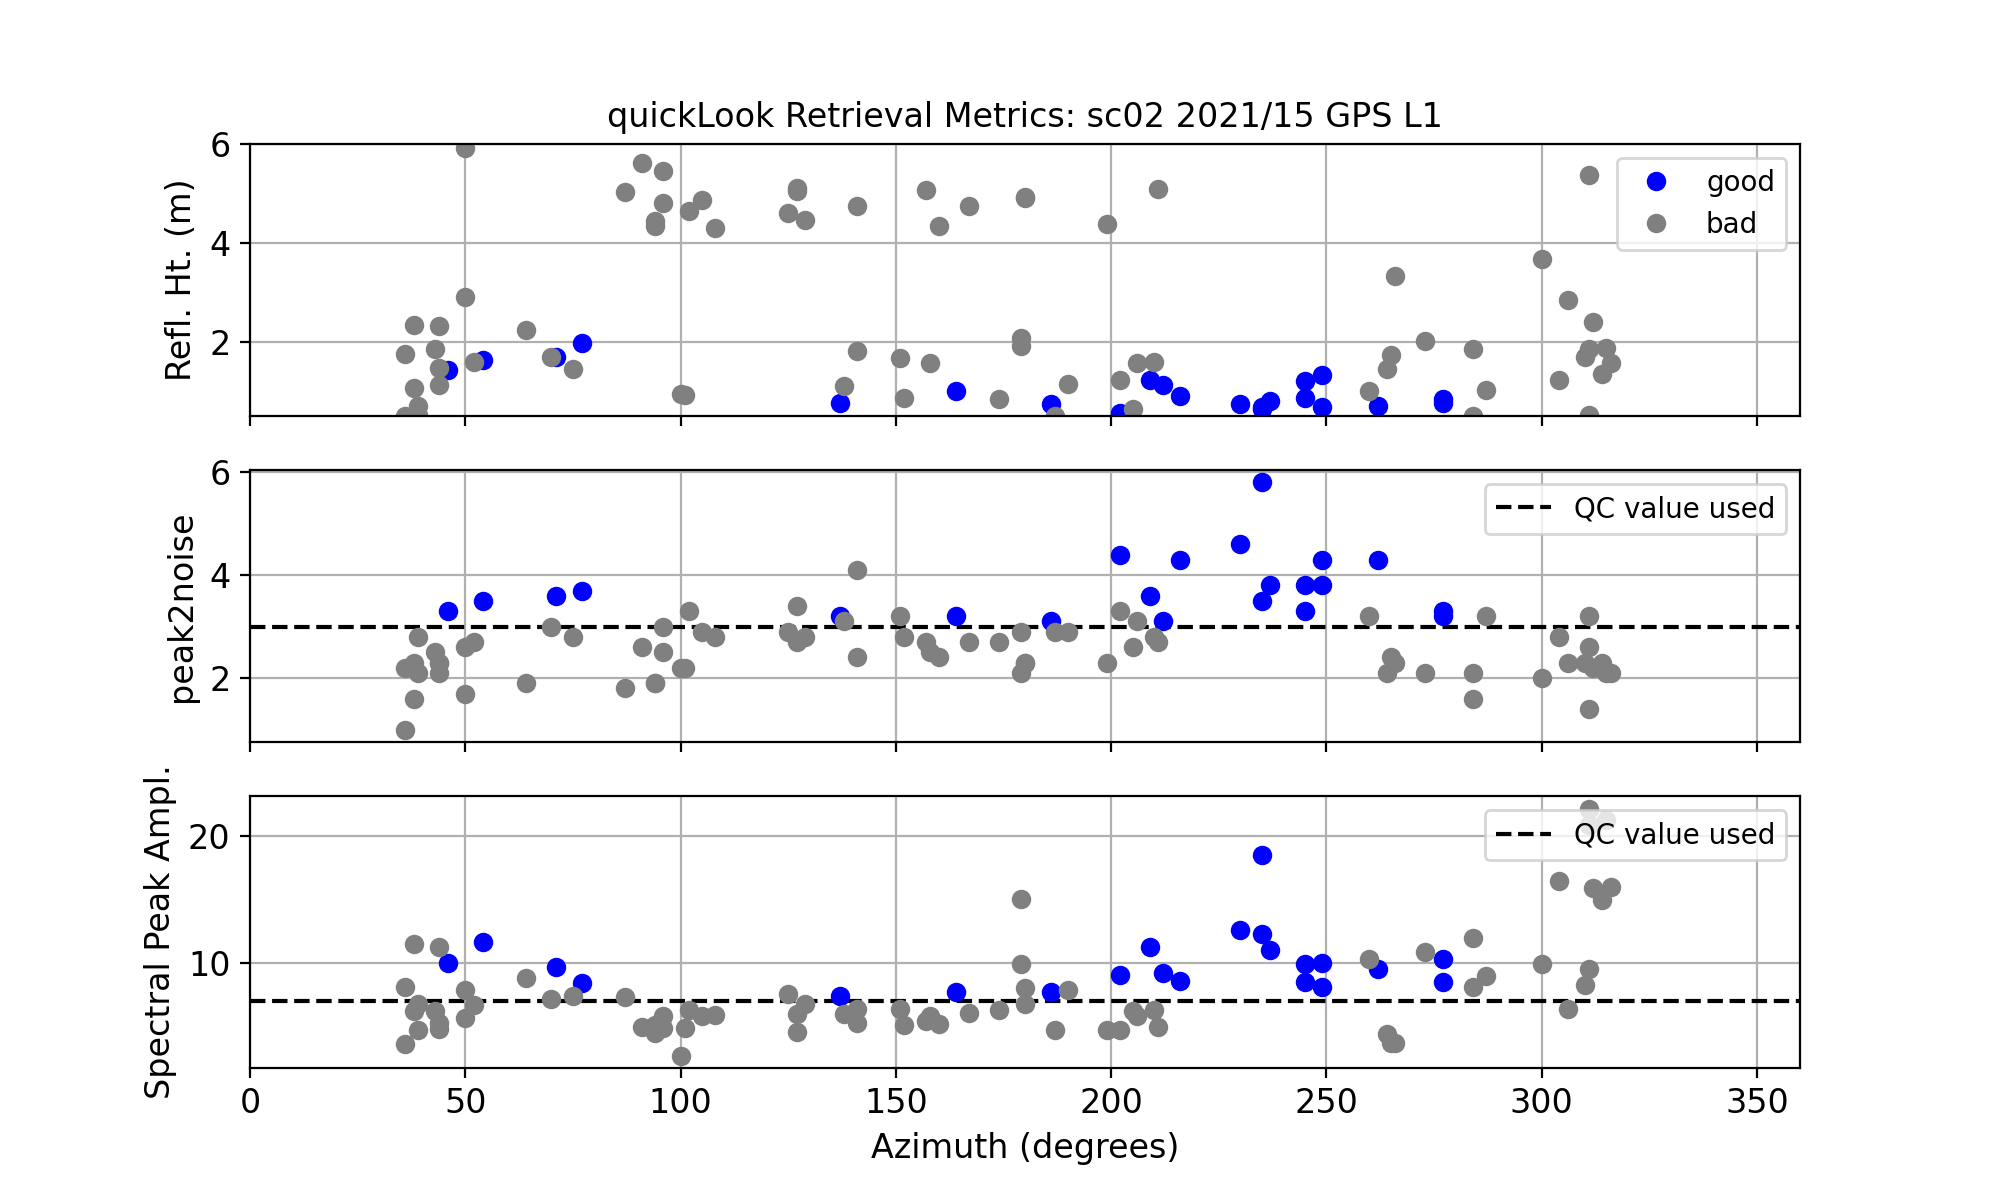 quickLook Retrieval Metrics: sc02 2021/15 GPS L1
Refl. Ht. (m)
6
4
2
good
bad
peak2noise
6
4
2
QC value used
Spectral Peak Ampl.
20
10
QC value used
0 50 100 150 200 250 300 350
Azimuth (degrees)